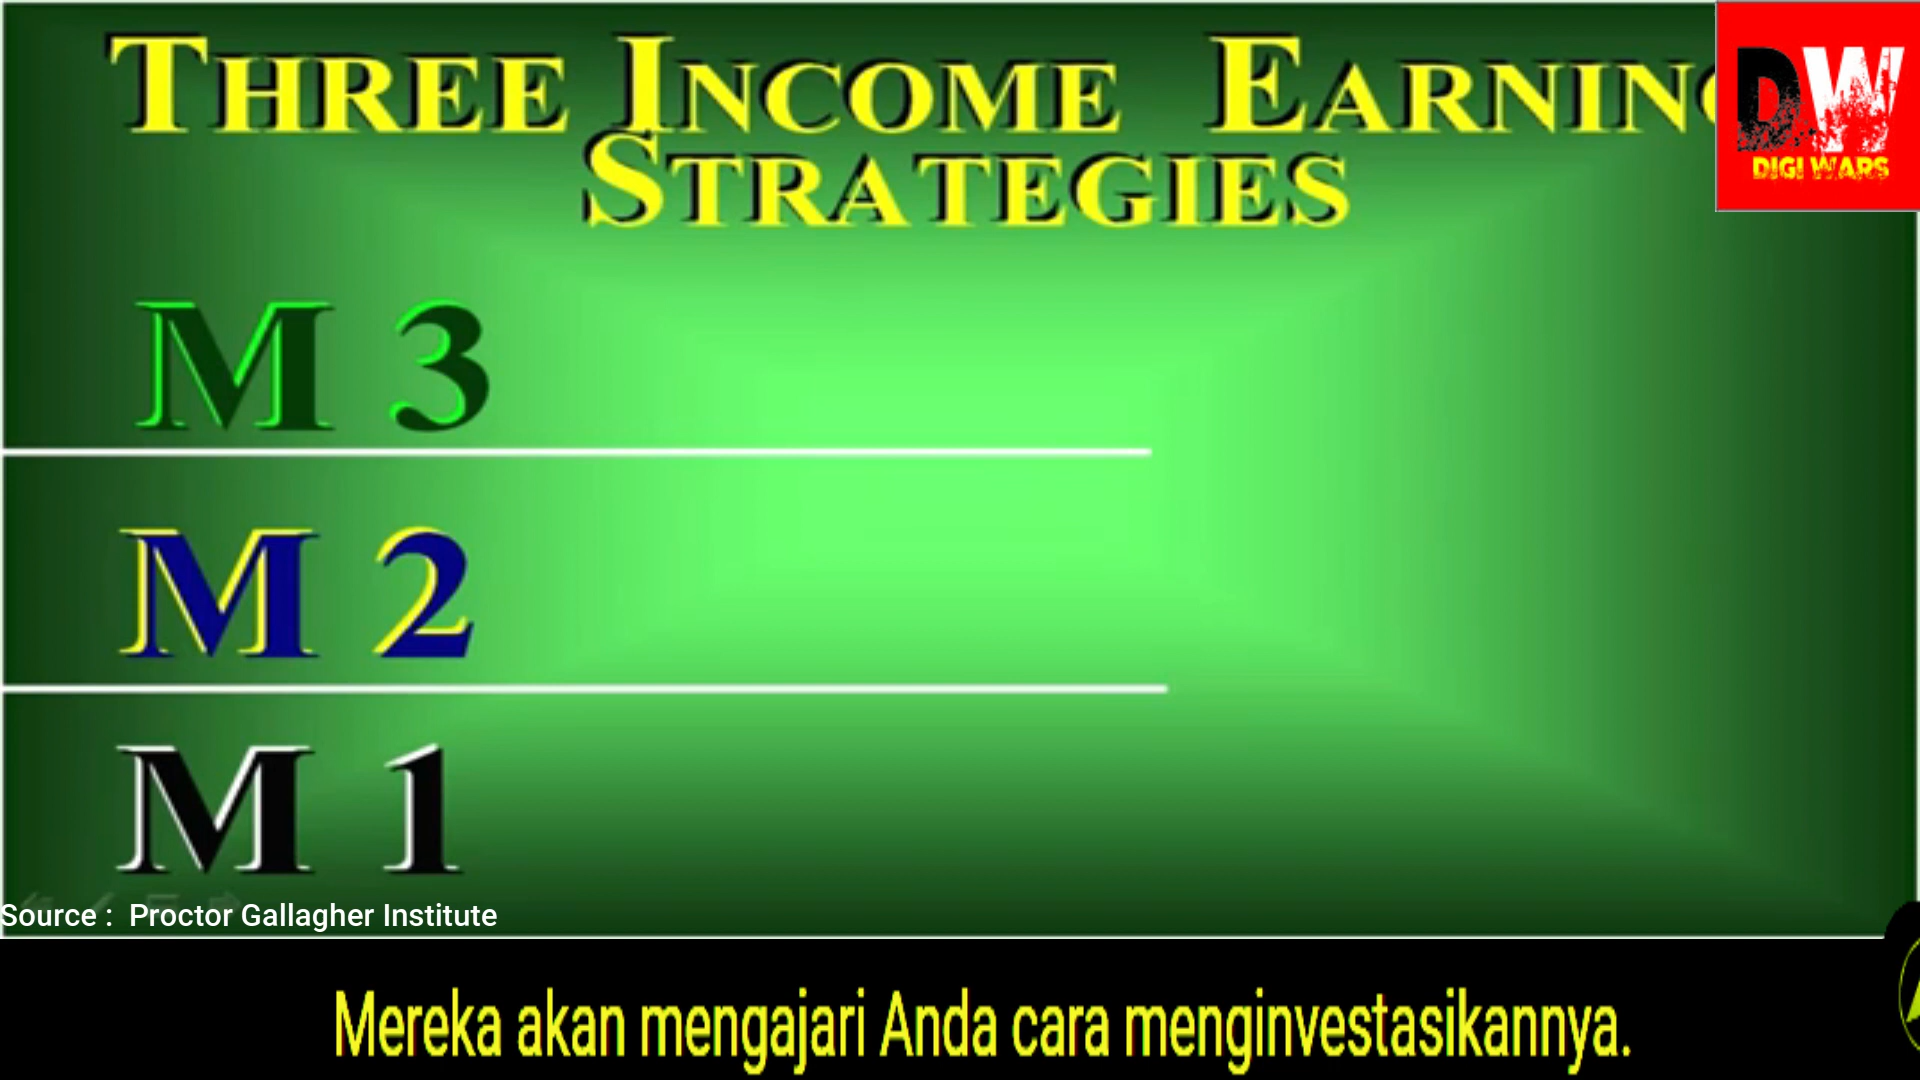 THREE INCOME EARNING
STRATEGIES
DW
DIGI WARS
M 3
M 2
M 1
Source : Proctor Gallagher Institute
Mereka akan mengajari Anda cara menginvestasikannya.